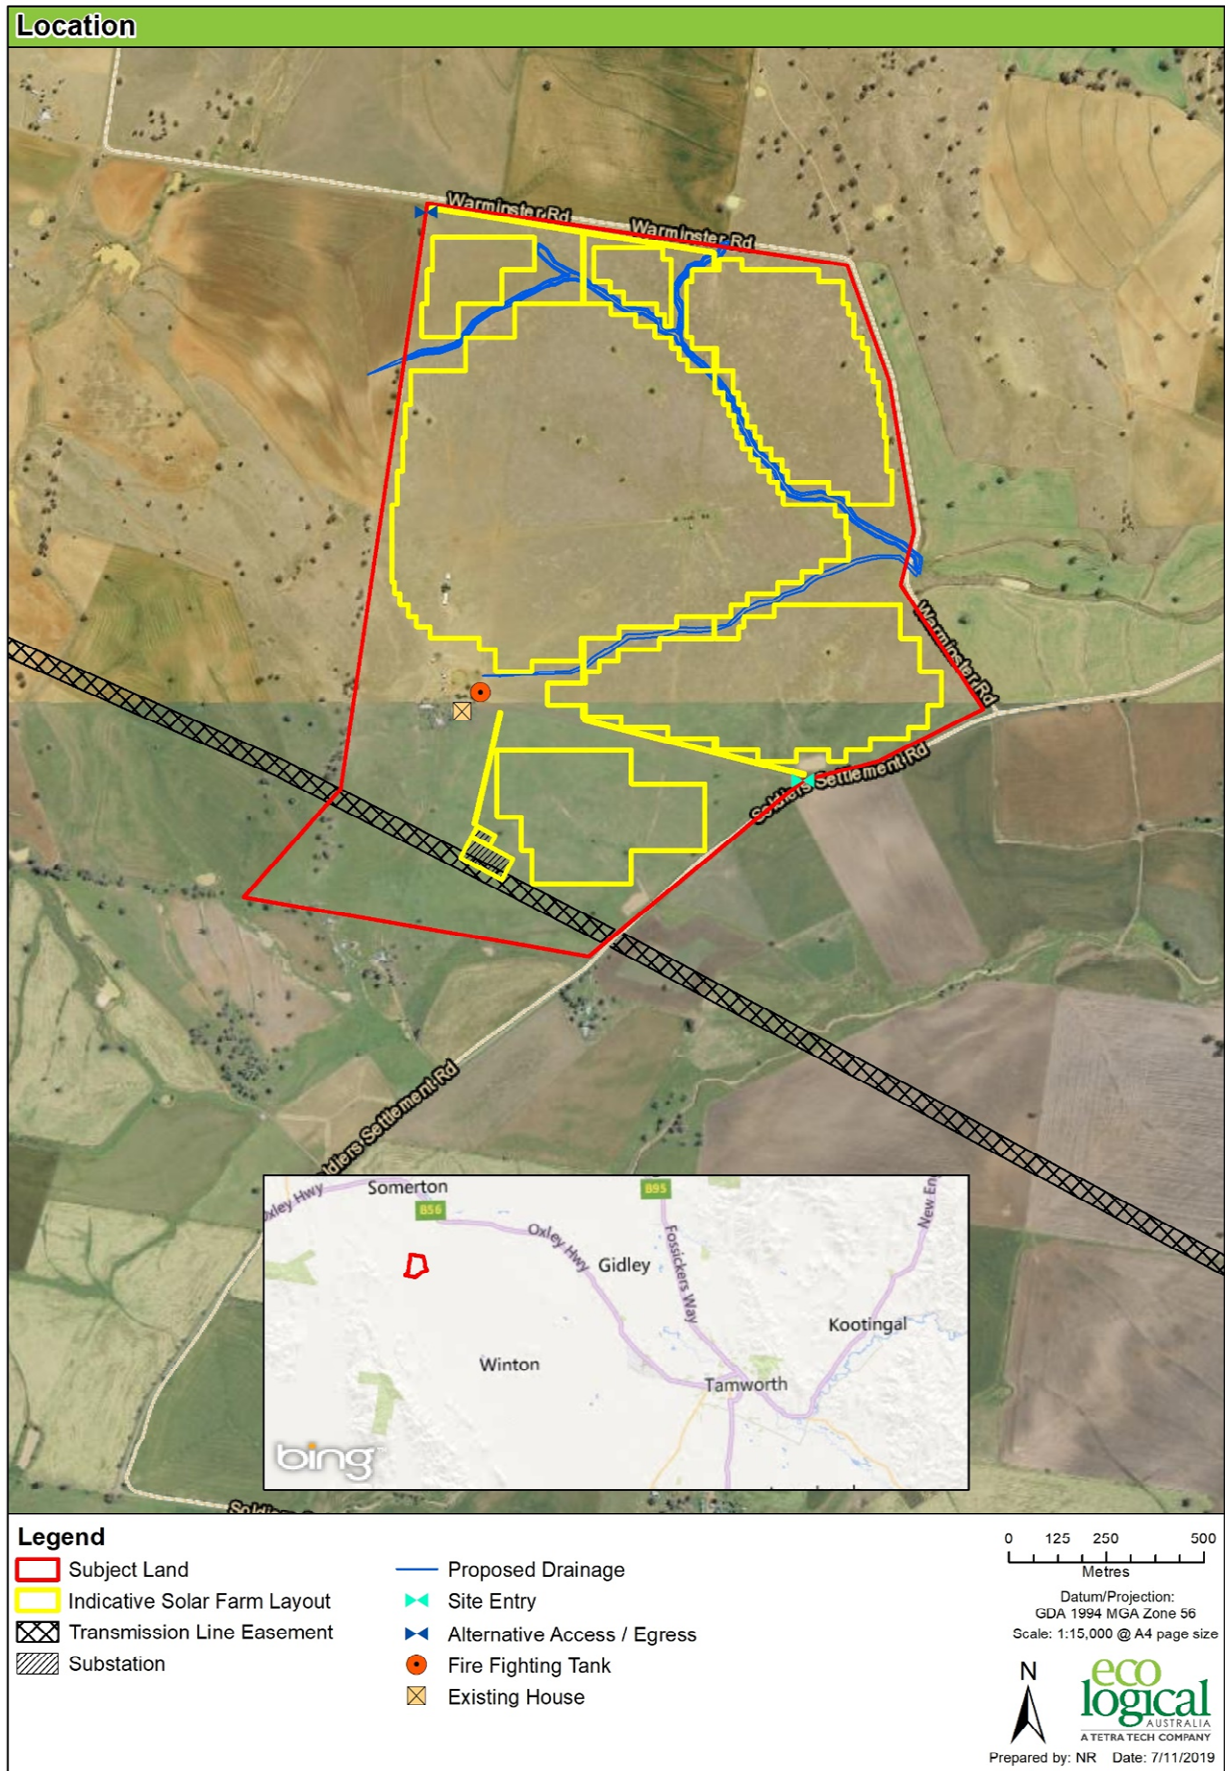 Location
Warminster Rd
Warminster Rd
Warminster Rd
Soldiers Settlement Rd
Soldiers Settlement Rd
Somerton
Oxley Hwy
B56
B95
Oxley Hwy
Gidley
Fossickers Way
New En
Kootingal
Winton
Tamworth
bing
Legend
Subject Land
Indicative Solar Farm Layout
Transmission Line Easement
Substation
Proposed Drainage
Site Entry
Alternative Access / Egress
Fire Fighting Tank
Existing House
0 125 250 500
Metres
Datum/Projection:
GDA 1994 MGA Zone 56
Scale: 1:15,000 @ A4 page size
N
eco
logical
AUSTRALIA
A TETRA TECH COMPANY
Prepared by: NR Date: 7/11/2019